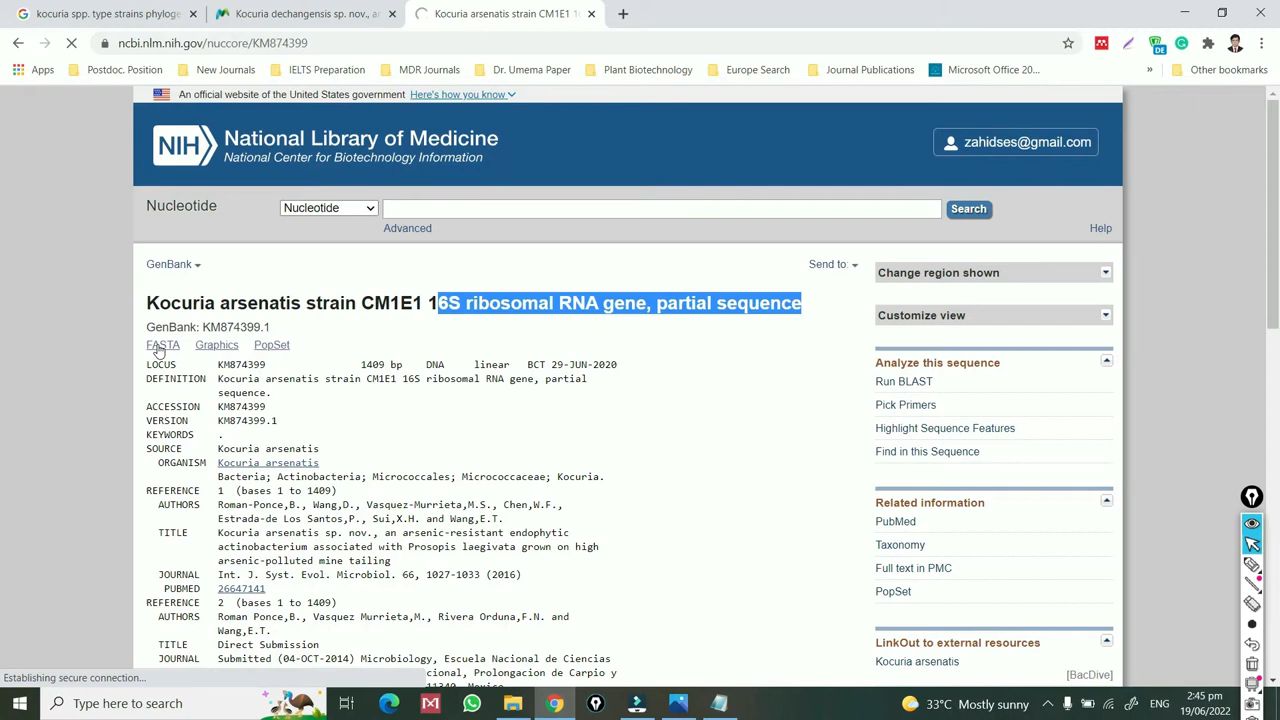 kocuria spp. type strains phyloge
Kocuria dechangensis sp. nov., a
Kocuria arsenatis strain CM1E1 1
ncbi.nlm.nih.gov/nuccore/KM874399
DE
Apps
Postdoc. Position
New Journals
IELTS Preparation
MDR Journals
Dr. Umema Paper
Plant Biotechnology
Europe Search
Journal Publications
Microsoft Office 20...
»
Other bookmarks
An official website of the United States government Here's how you know
NIH National Library of Medicine
National Center for Biotechnology Information
zahidses@gmail.com
Nucleotide
Nucleotide
Search
Advanced
Help
GenBank
Send to:
Change region shown
Kocuria arsenatis strain CM1E1 16S ribosomal RNA gene, partial sequence
Customize view
GenBank: KM874399.1
FASTA Graphics PopSet
LOCUS KM874399 1409 bp DNA linear BCT 29-JUN-2020
Analyze this sequence
DEFINITION Kocuria arsenatis strain CM1E1 16S ribosomal RNA gene, partial
Run BLAST
sequence.
ACCESSION KM874399
Pick Primers
VERSION KM874399.1
Highlight Sequence Features
KEYWORDS .
SOURCE Kocuria arsenatis
Find in this Sequence
ORGANISM Kocuria arsenatis
Bacteria; Actinobacteria; Micrococcales; Micrococcaceae; Kocuria.
REFERENCE 1 (bases 1 to 1409)
Related information
AUTHORS Roman-Ponce,B., Wang,D., Vasquez-Murrieta,M.S., Chen,W.F.,
Estrada-de Los Santos,P., Sui,X.H. and Wang,E.T.
PubMed
TITLE Kocuria arsenatis sp. nov., an arsenic-resistant endophytic
Taxonomy
actinobacterium associated with Prosopis laegivata grown on high
arsenic-polluted mine tailing
Full text in PMC
JOURNAL Int. J. Syst. Evol. Microbiol. 66, 1027-1033 (2016)
PUBMED 26647141
PopSet
REFERENCE 2 (bases 1 to 1409)
AUTHORS Roman Ponce,B., Vasquez Murrieta,M., Rivera Orduna,F.N. and
Wang,E.T.
TITLE Direct Submission
LinkOut to external resources
JOURNAL Submitted (04-OCT-2014) Microbiology, Escuela Nacional de Ciencias
Kocuria arsenatis
cional, Prolongacion de Carpio y
[BacDive]
Establishing secure connection...
Type here to search
33°C Mostly sunny
ENG
2:45 pm
19/06/2022